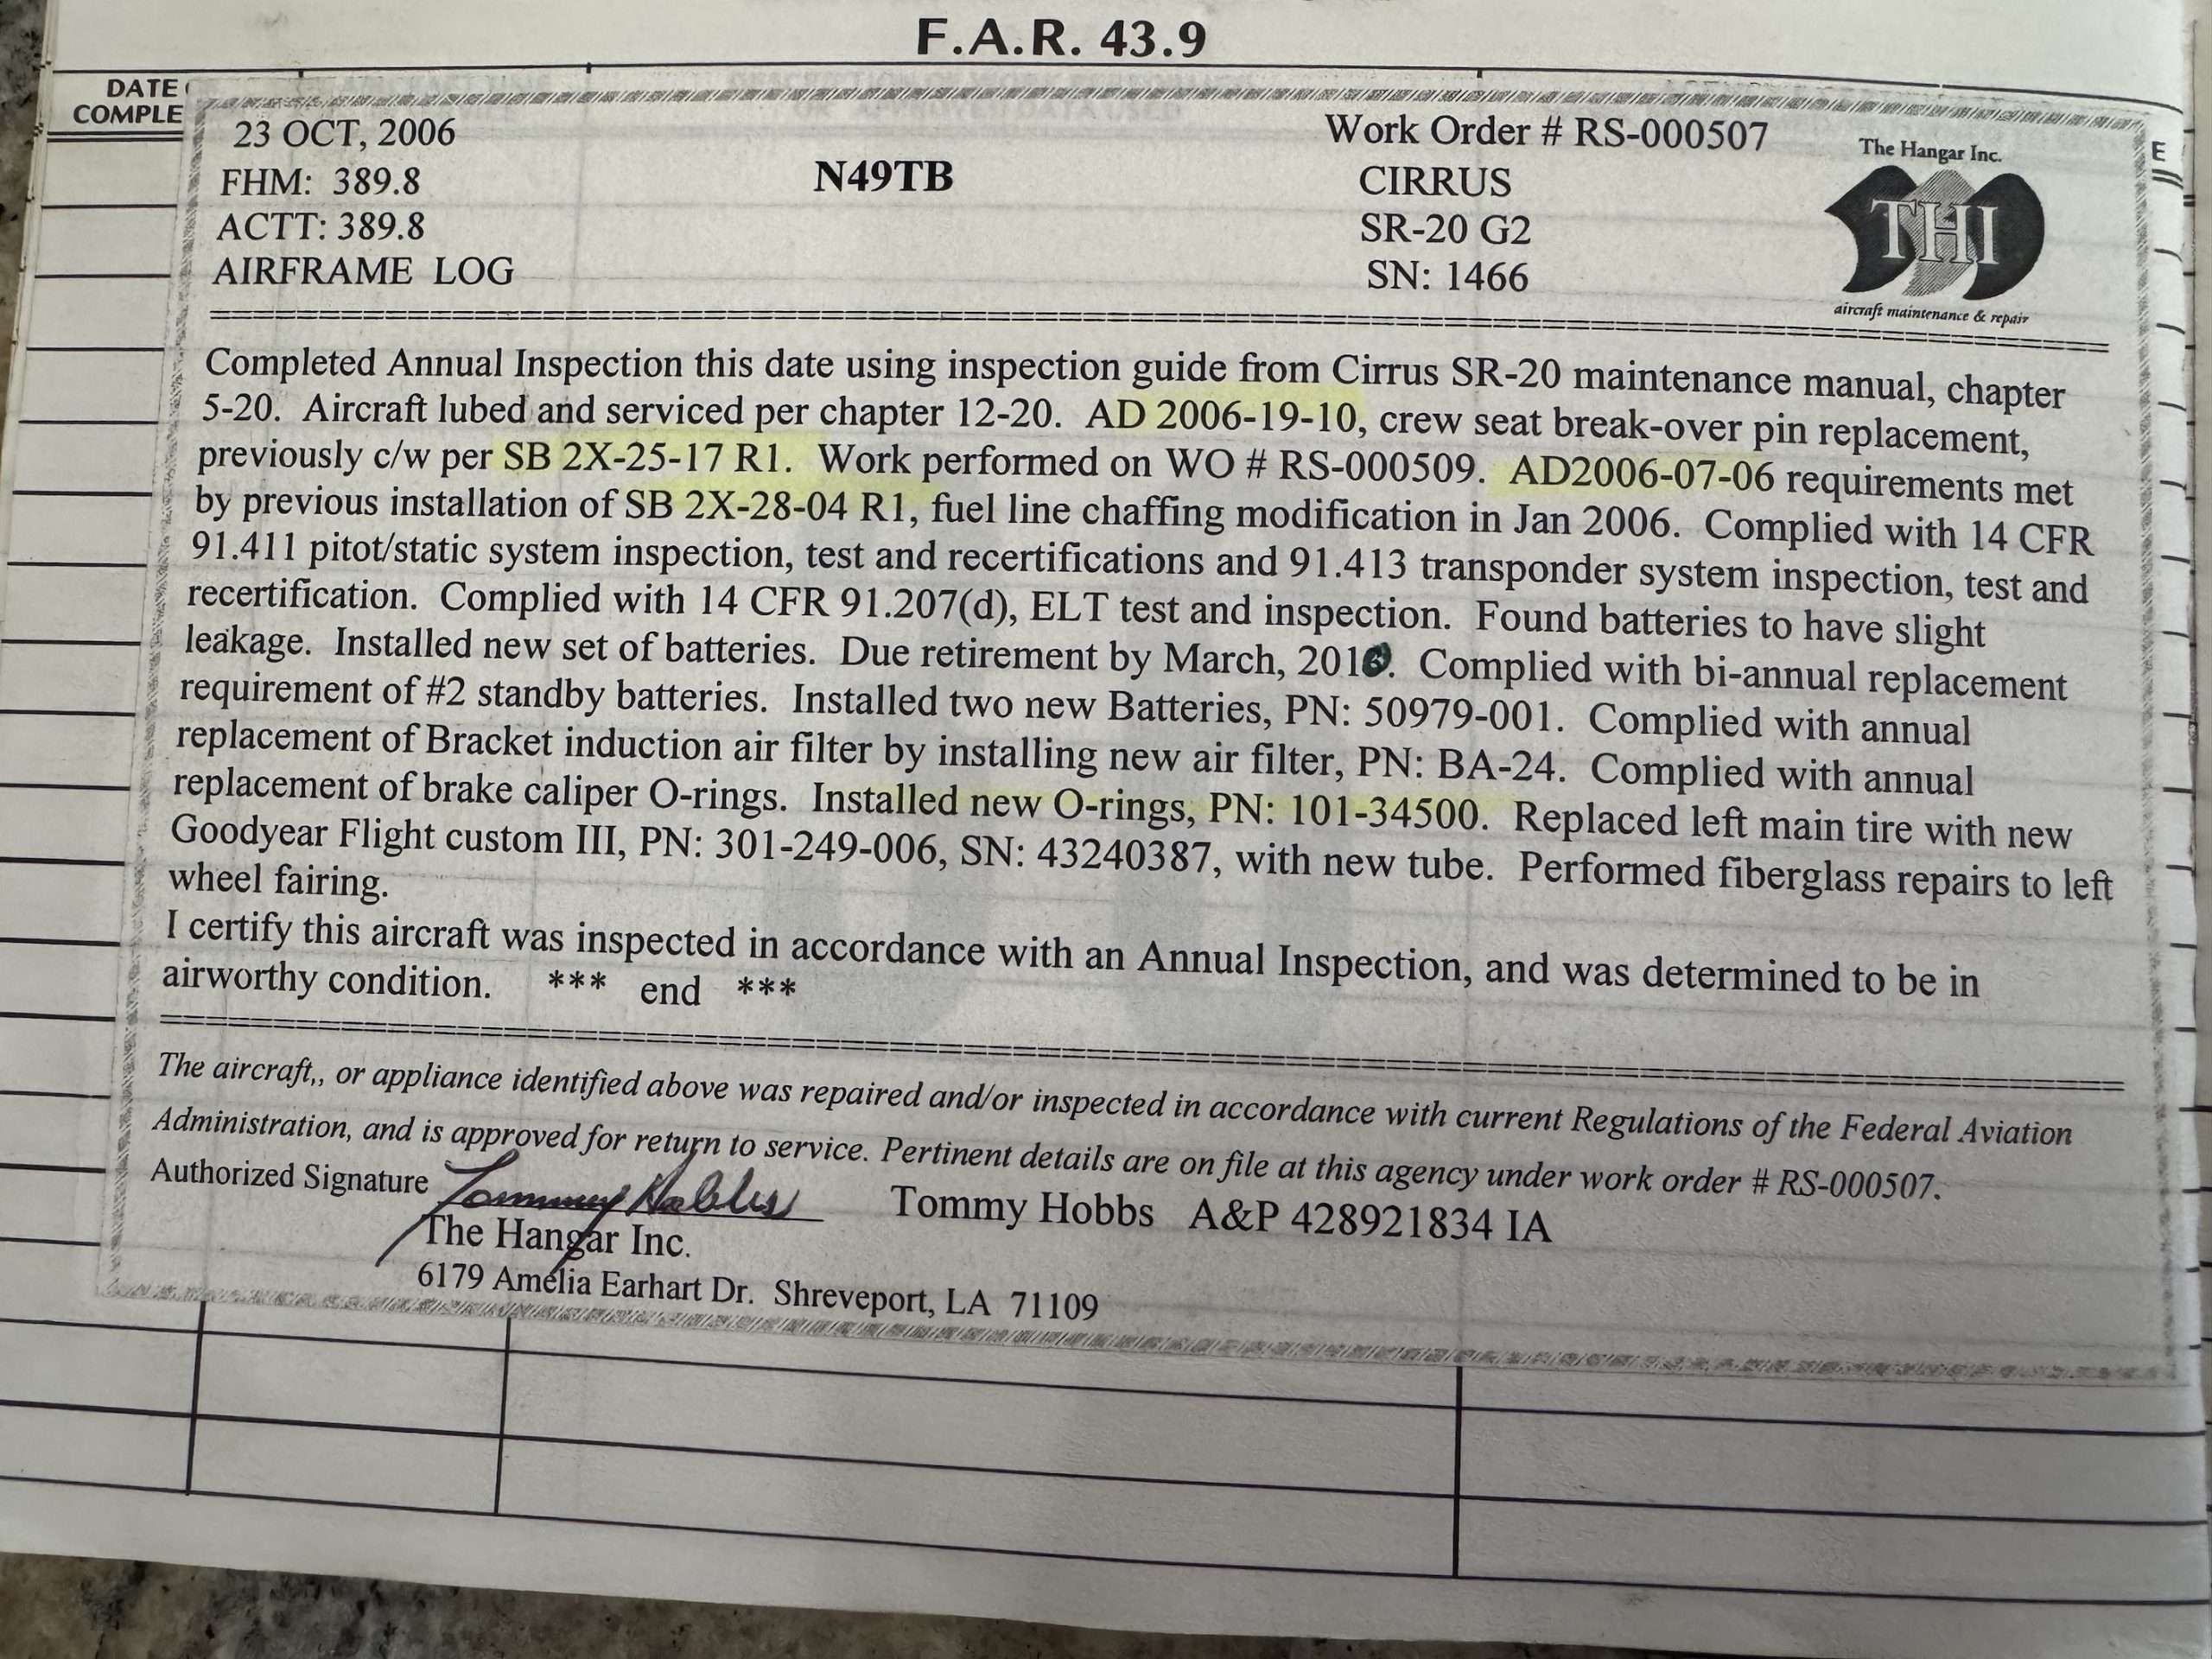 F.A.R. 43.9
DATE
COMPLE
E
23 OCT, 2006
Work Order # RS-000507
The Hangar Inc.
FHM: 389.8
N49TB
CIRRUS
ACTT: 389.8
SR-20 G2
THI
AIRFRAME LOG
SN: 1466
aircraft maintenance & repair
Completed Annual Inspection this date using inspection guide from Cirrus SR-20 maintenance manual, chapter
5-20. Aircraft lubed and serviced per chapter 12-20. AD 2006-19-10, crew seat break-over pin replacement,
previously c/w per SB 2X-25-17 R1. Work performed on WO # RS-000509. AD2006-07-06 requirements met
by previous installation of SB 2X-28-04 R1, fuel line chaffing modification in Jan 2006. Complied with 14 CFR
91.411 pitot/static system inspection, test and recertifications and 91.413 transponder system inspection, test and
recertification. Complied with 14 CFR 91.207(d), ELT test and inspection. Found batteries to have slight
leakage. Installed new set of batteries. Due retirement by March, Complied with bi-annual replacement
requirement of #2 standby batteries. Installed two new Batteries, PN: 50979-001. Complied with annual
replacement of Bracket induction air filter by installing new air filter, PN: BA-24. Complied with annual
replacement of brake caliper O-rings. Installed new O-rings, PN: 101-34500. Replaced left main tire with new
Goodyear Flight custom III, PN: 301-249-006, SN: 43240387, with new tube. Performed fiberglass repairs to left
wheel fairing.
I certify this aircraft was inspected in accordance with an Annual Inspection, and was determined to be in
airworthy condition. *** end ***
The aircraft,, or appliance identified above was repaired and/or inspected in accordance with current Regulations of the Federal Aviation
Administration, and is approved for return to service. Pertinent details are on file at this agency under work order # RS-000507.
Authorized Signature Tommy Hobbs Tommy Hobbs A&P 428921834 IA
The Hangar Inc.
6179 Amelia Earhart Dr. Shreveport, LA 71109